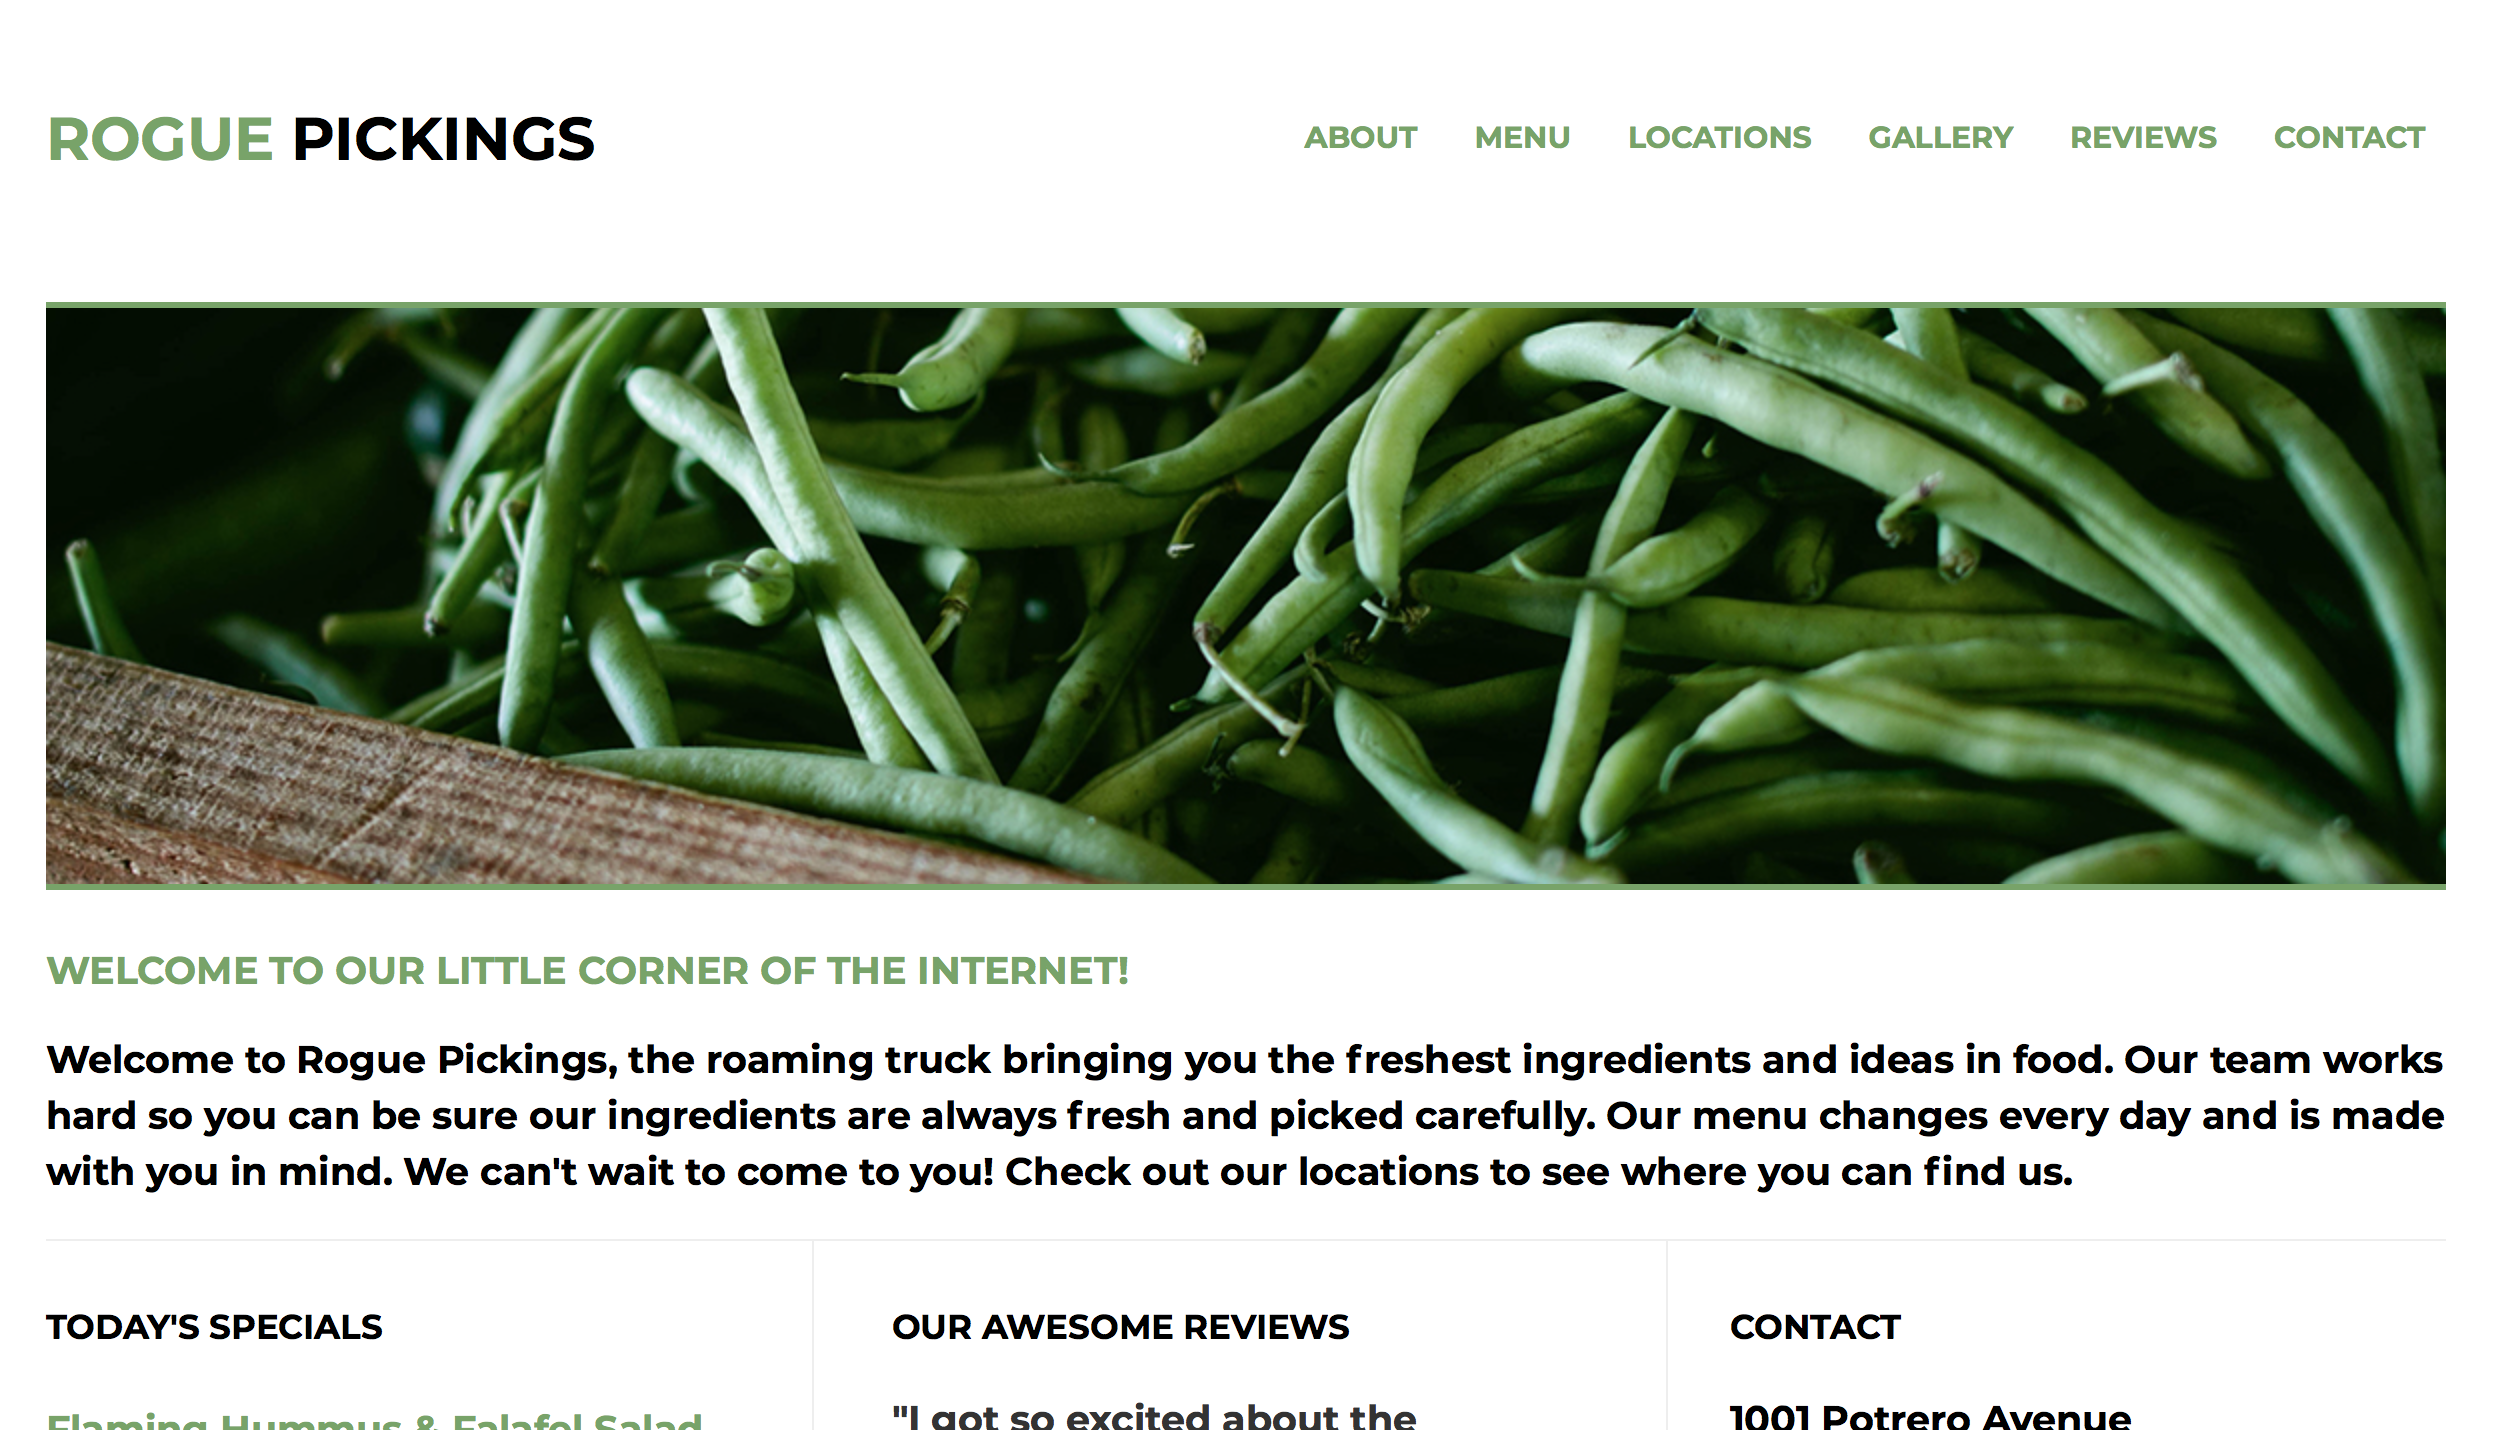 ROGUE PICKINGS
ABOUT MENU LOCATIONS GALLERY REVIEWS CONTACT
WELCOME TO OUR LITTLE CORNER OF THE INTERNET!
Welcome to Rogue Pickings, the roaming truck bringing you the freshest ingredients and ideas in food. Our team works
hard so you can be sure our ingredients are always fresh and picked carefully. Our menu changes every day and is made
with you in mind. We can't wait to come to you! Check out our locations to see where you can find us.
TODAY'S SPECIALS
Flaming Hummus & Falafel Salad
OUR AWESOME REVIEWS
"I got so excited about the
CONTACT
1001 Potrero Avenue